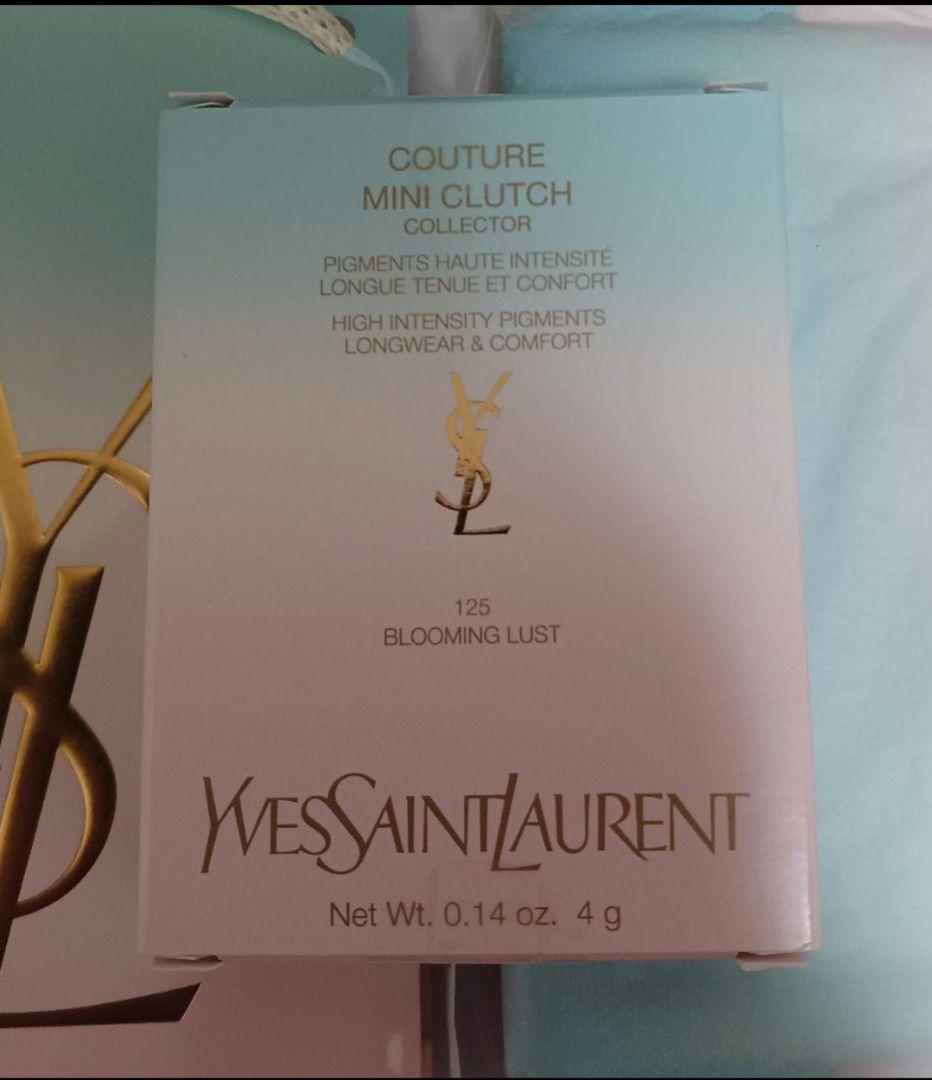 COUTURE
MINI CLUTCH
COLLECTOR
PIGMENTS HAUTE INTENSITÉ
LONGUE TENUE ET CONFORT
HIGH INTENSITY PIGMENTS
LONGWEAR & COMFORT
YSL
125
BLOOMING LUST
YVESSAINTLAURENT
Net Wt. 0.14 oz. 4 g
YSL